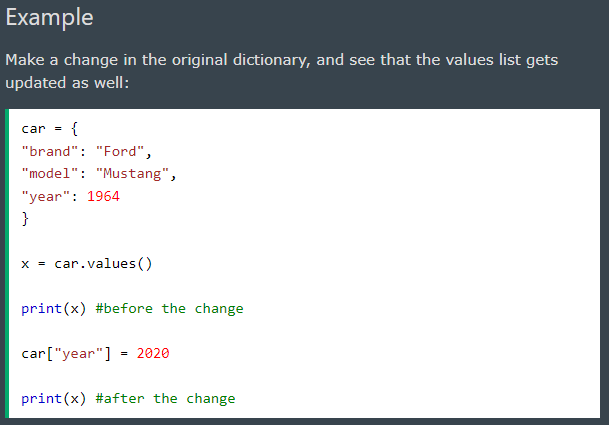 Example
Make a change in the original dictionary, and see that the values list gets
updated as well:
car = {
"brand": "Ford",
"model": "Mustang",
"year": 1964
}
x = car.values()
print(x) #before the change
car["year"] = 2020
print(x) #after the change